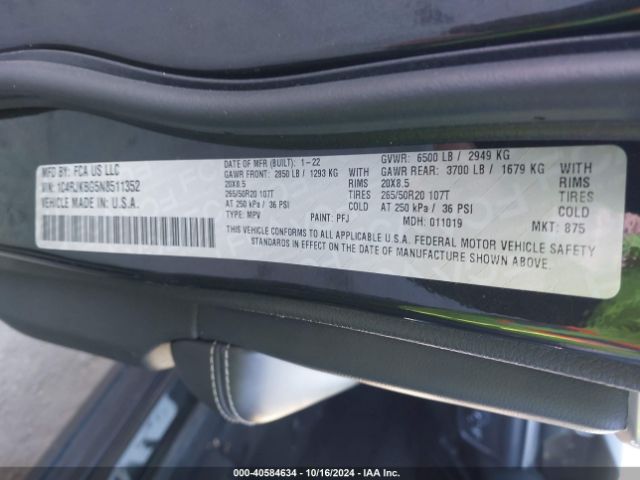 MFD BY: FCA US LLC
VIN: 1C4RJKBG5N8511352
MADE IN: U.S.A.
DATE OF MFR (BUILT): 1-22
GAWR FRONT: 2850 LB / 1293 KG WITH
20X8.5 TIRES
265/50R20 107T
AT 250 kPa / 36 PSI COLD
TYPE: MPV PAINT: PFJ
GVWR: 6500 LB / 2949 KG
GAWR REAR: 3700 LB / 1679 KG WITH
20X8.5 TIRES
265/50R20 107T
AT 250 kPa / 36 PSI COLD
MDH: 011019 MKT: 875
THIS VEHICLE CONFORMS TO ALL APPLICABLE U.S.A. FEDERAL MOTOR VEHICLE SAFETY
STANDARDS IN EFFECT ON THE DATE OF MANUFACTURE SHOWN ABOVE.
000-40584634 / 10/16/2024 / IAA Inc.